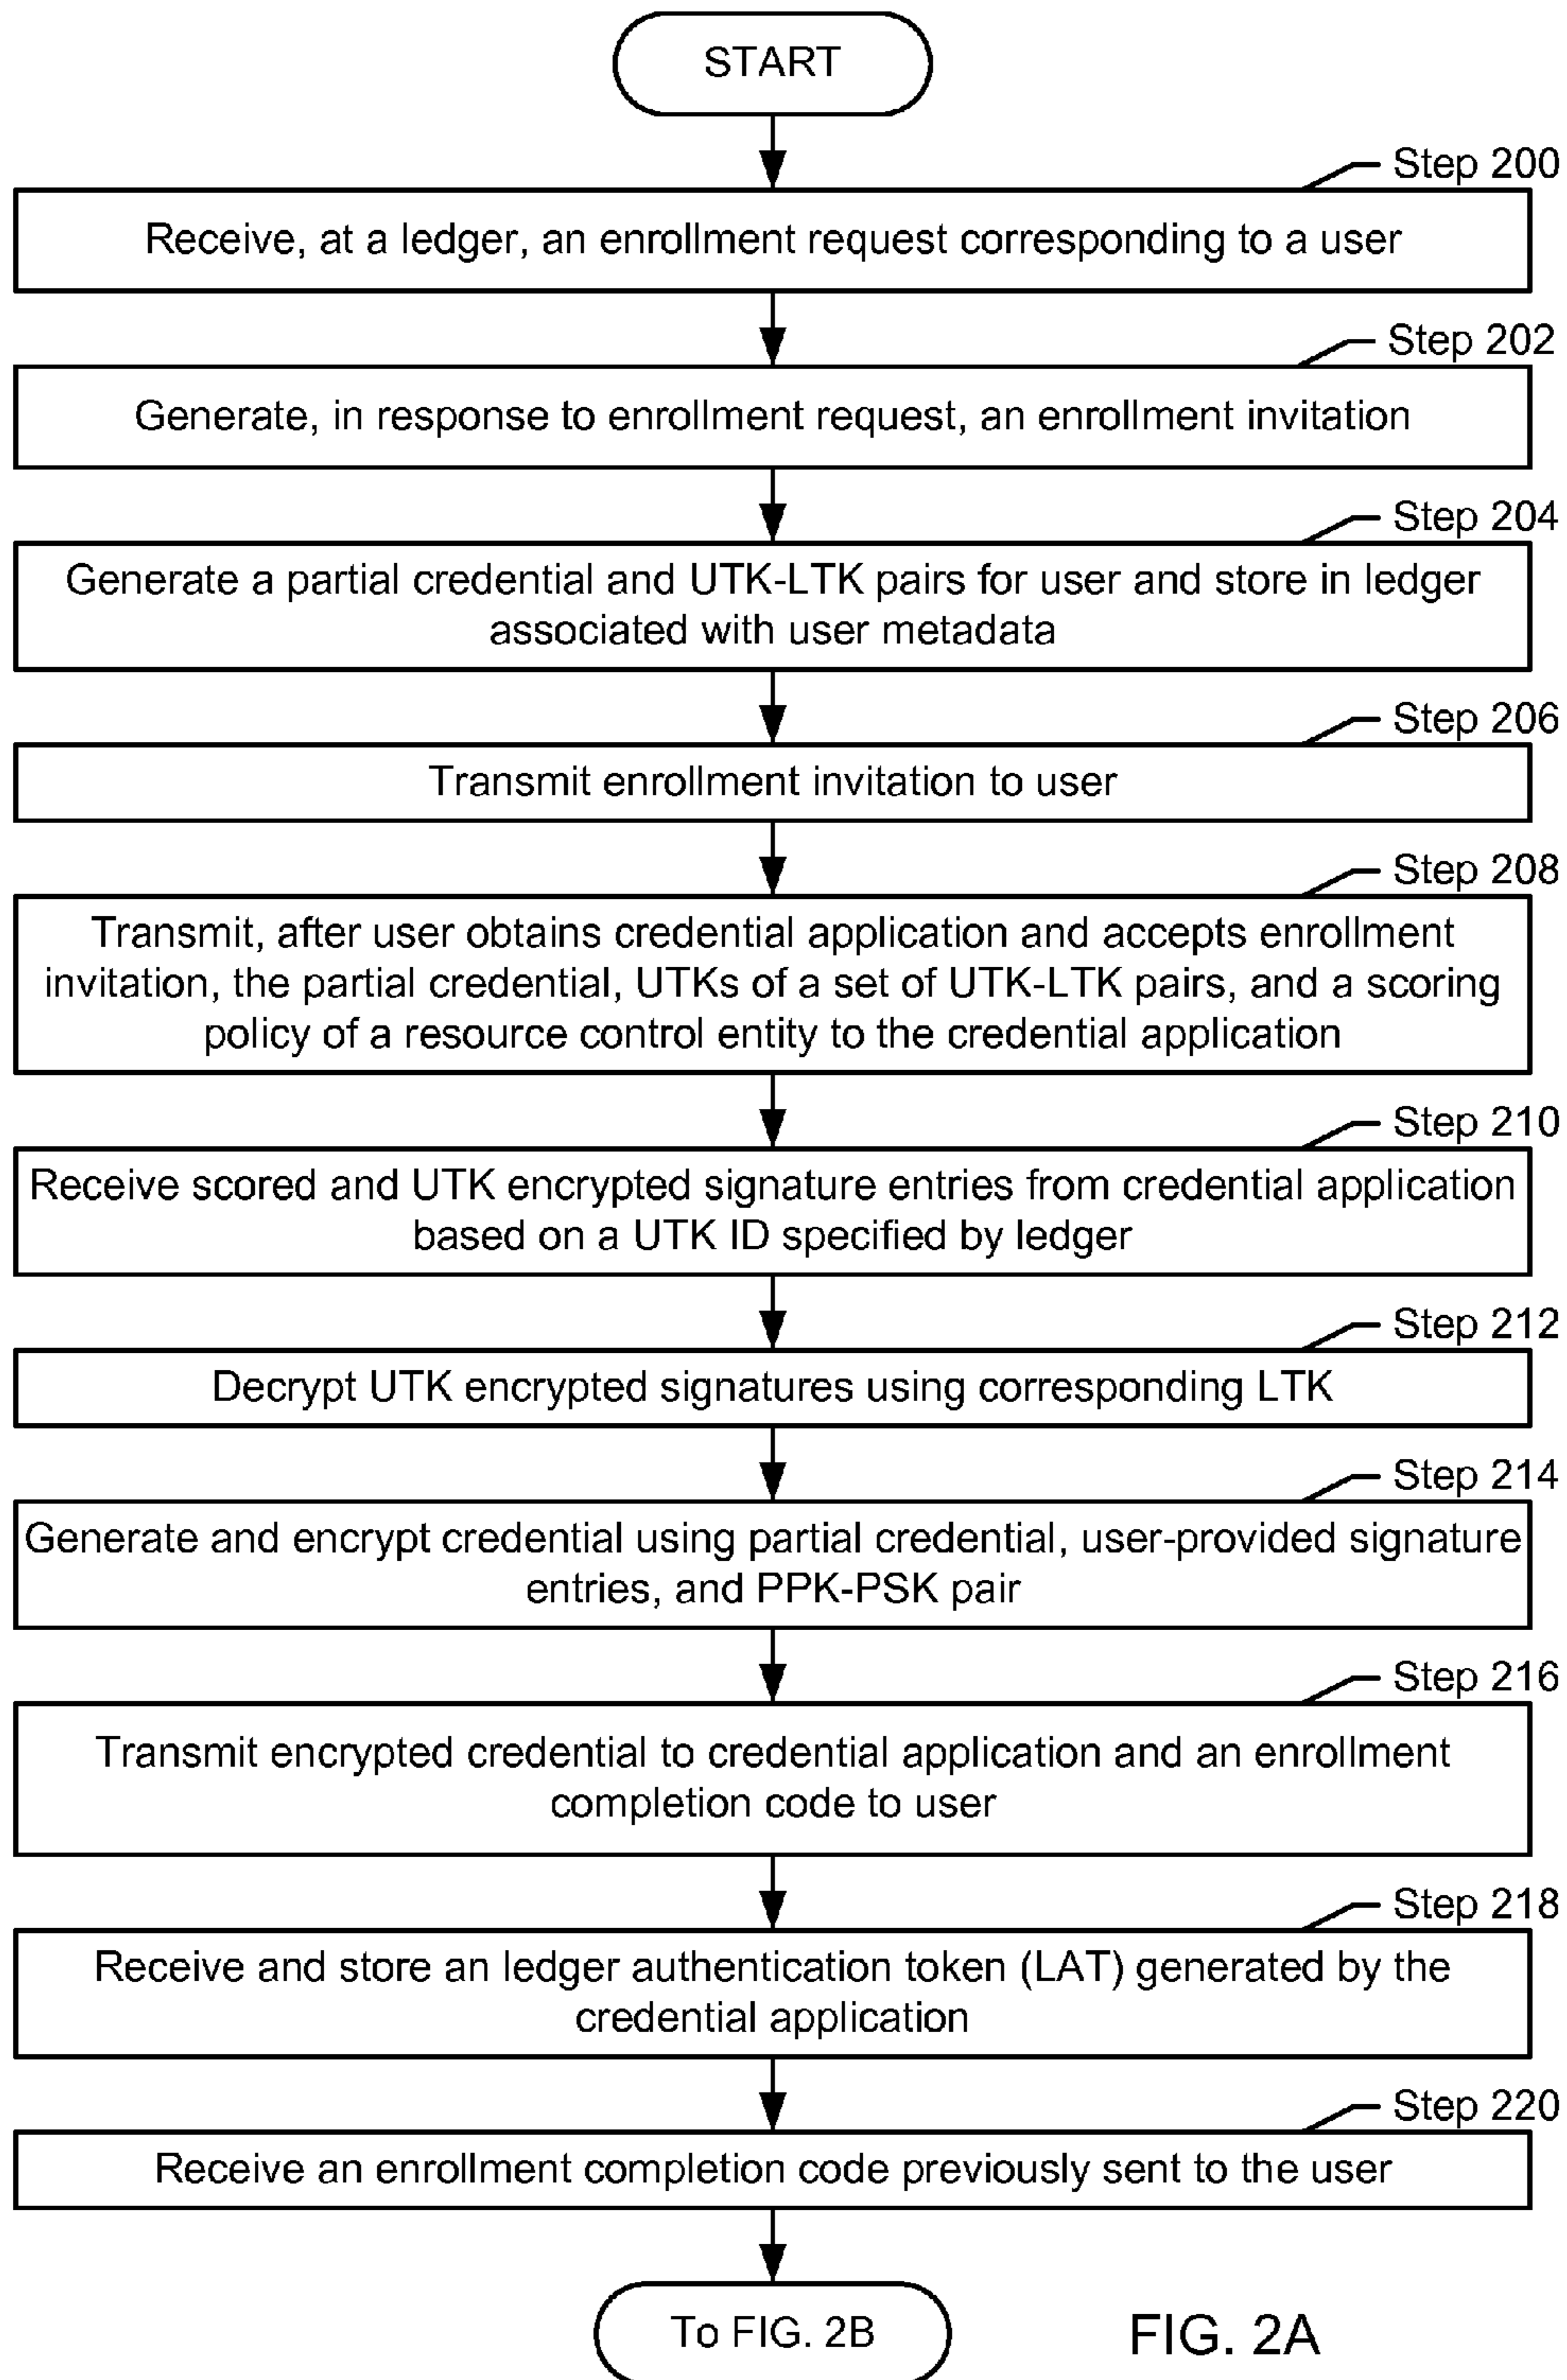 START
Step 200
Receive, at a ledger, an enrollment request corresponding to a user
Step 202
Generate, in response to enrollment request, an enrollment invitation
Step 204
Generate a partial credential and UTK-LTK pairs for user and store in ledger
associated with user metadata
Step 206
Transmit enrollment invitation to user
Step 208
Transmit, after user obtains credential application and accepts enrollment
invitation, the partial credential, UTKs of a set of UTK-LTK pairs, and a scoring
policy of a resource control entity to the credential application
Step 210
Receive scored and UTK encrypted signature entries from credential application
based on a UTK ID specified by ledger
Step 212
Decrypt UTK encrypted signatures using corresponding LTK
Step 214
Generate and encrypt credential using partial credential, user-provided signature
entries, and PPK-PSK pair
Step 216
Transmit encrypted credential to credential application and an enrollment
completion code to user
Step 218
Receive and store an ledger authentication token (LAT) generated by the
credential application
Step 220
Receive an enrollment completion code previously sent to the user
To FIG. 2B
FIG. 2A